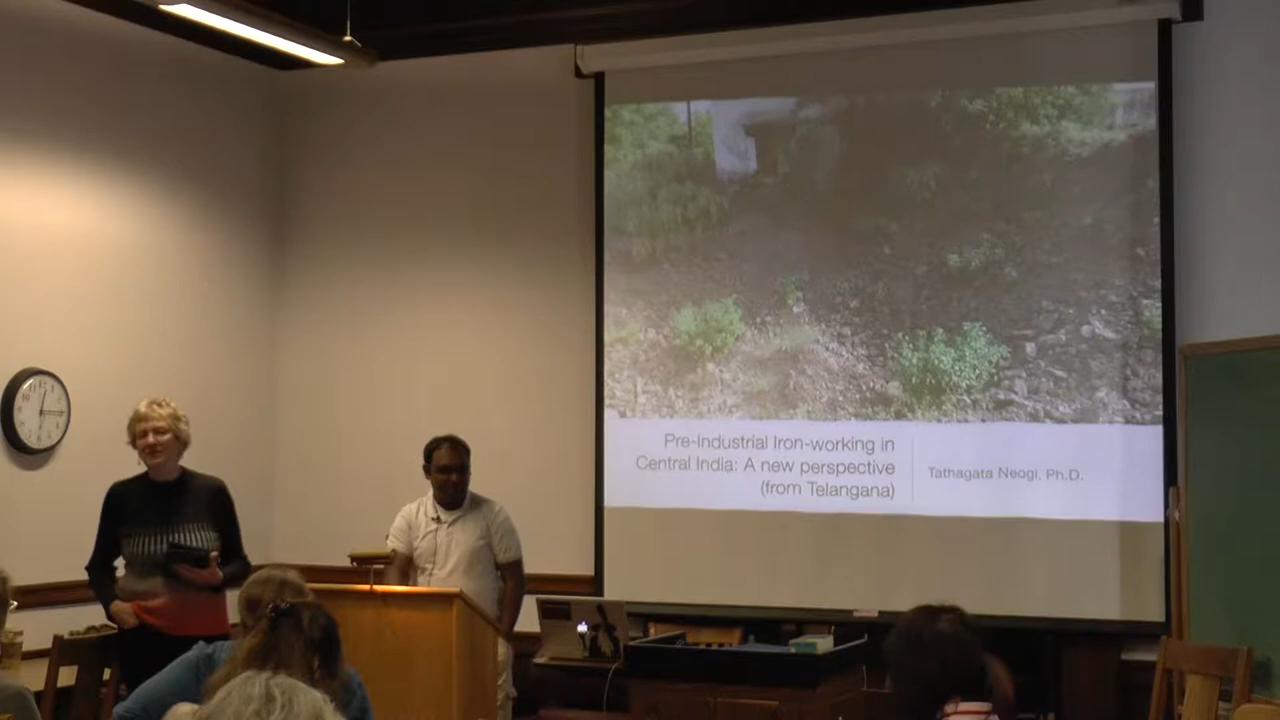 Pre-Industrial Iron-working in
Central India: A new perspective
(from Telangana)
Tathagata Neogi, Ph.D.